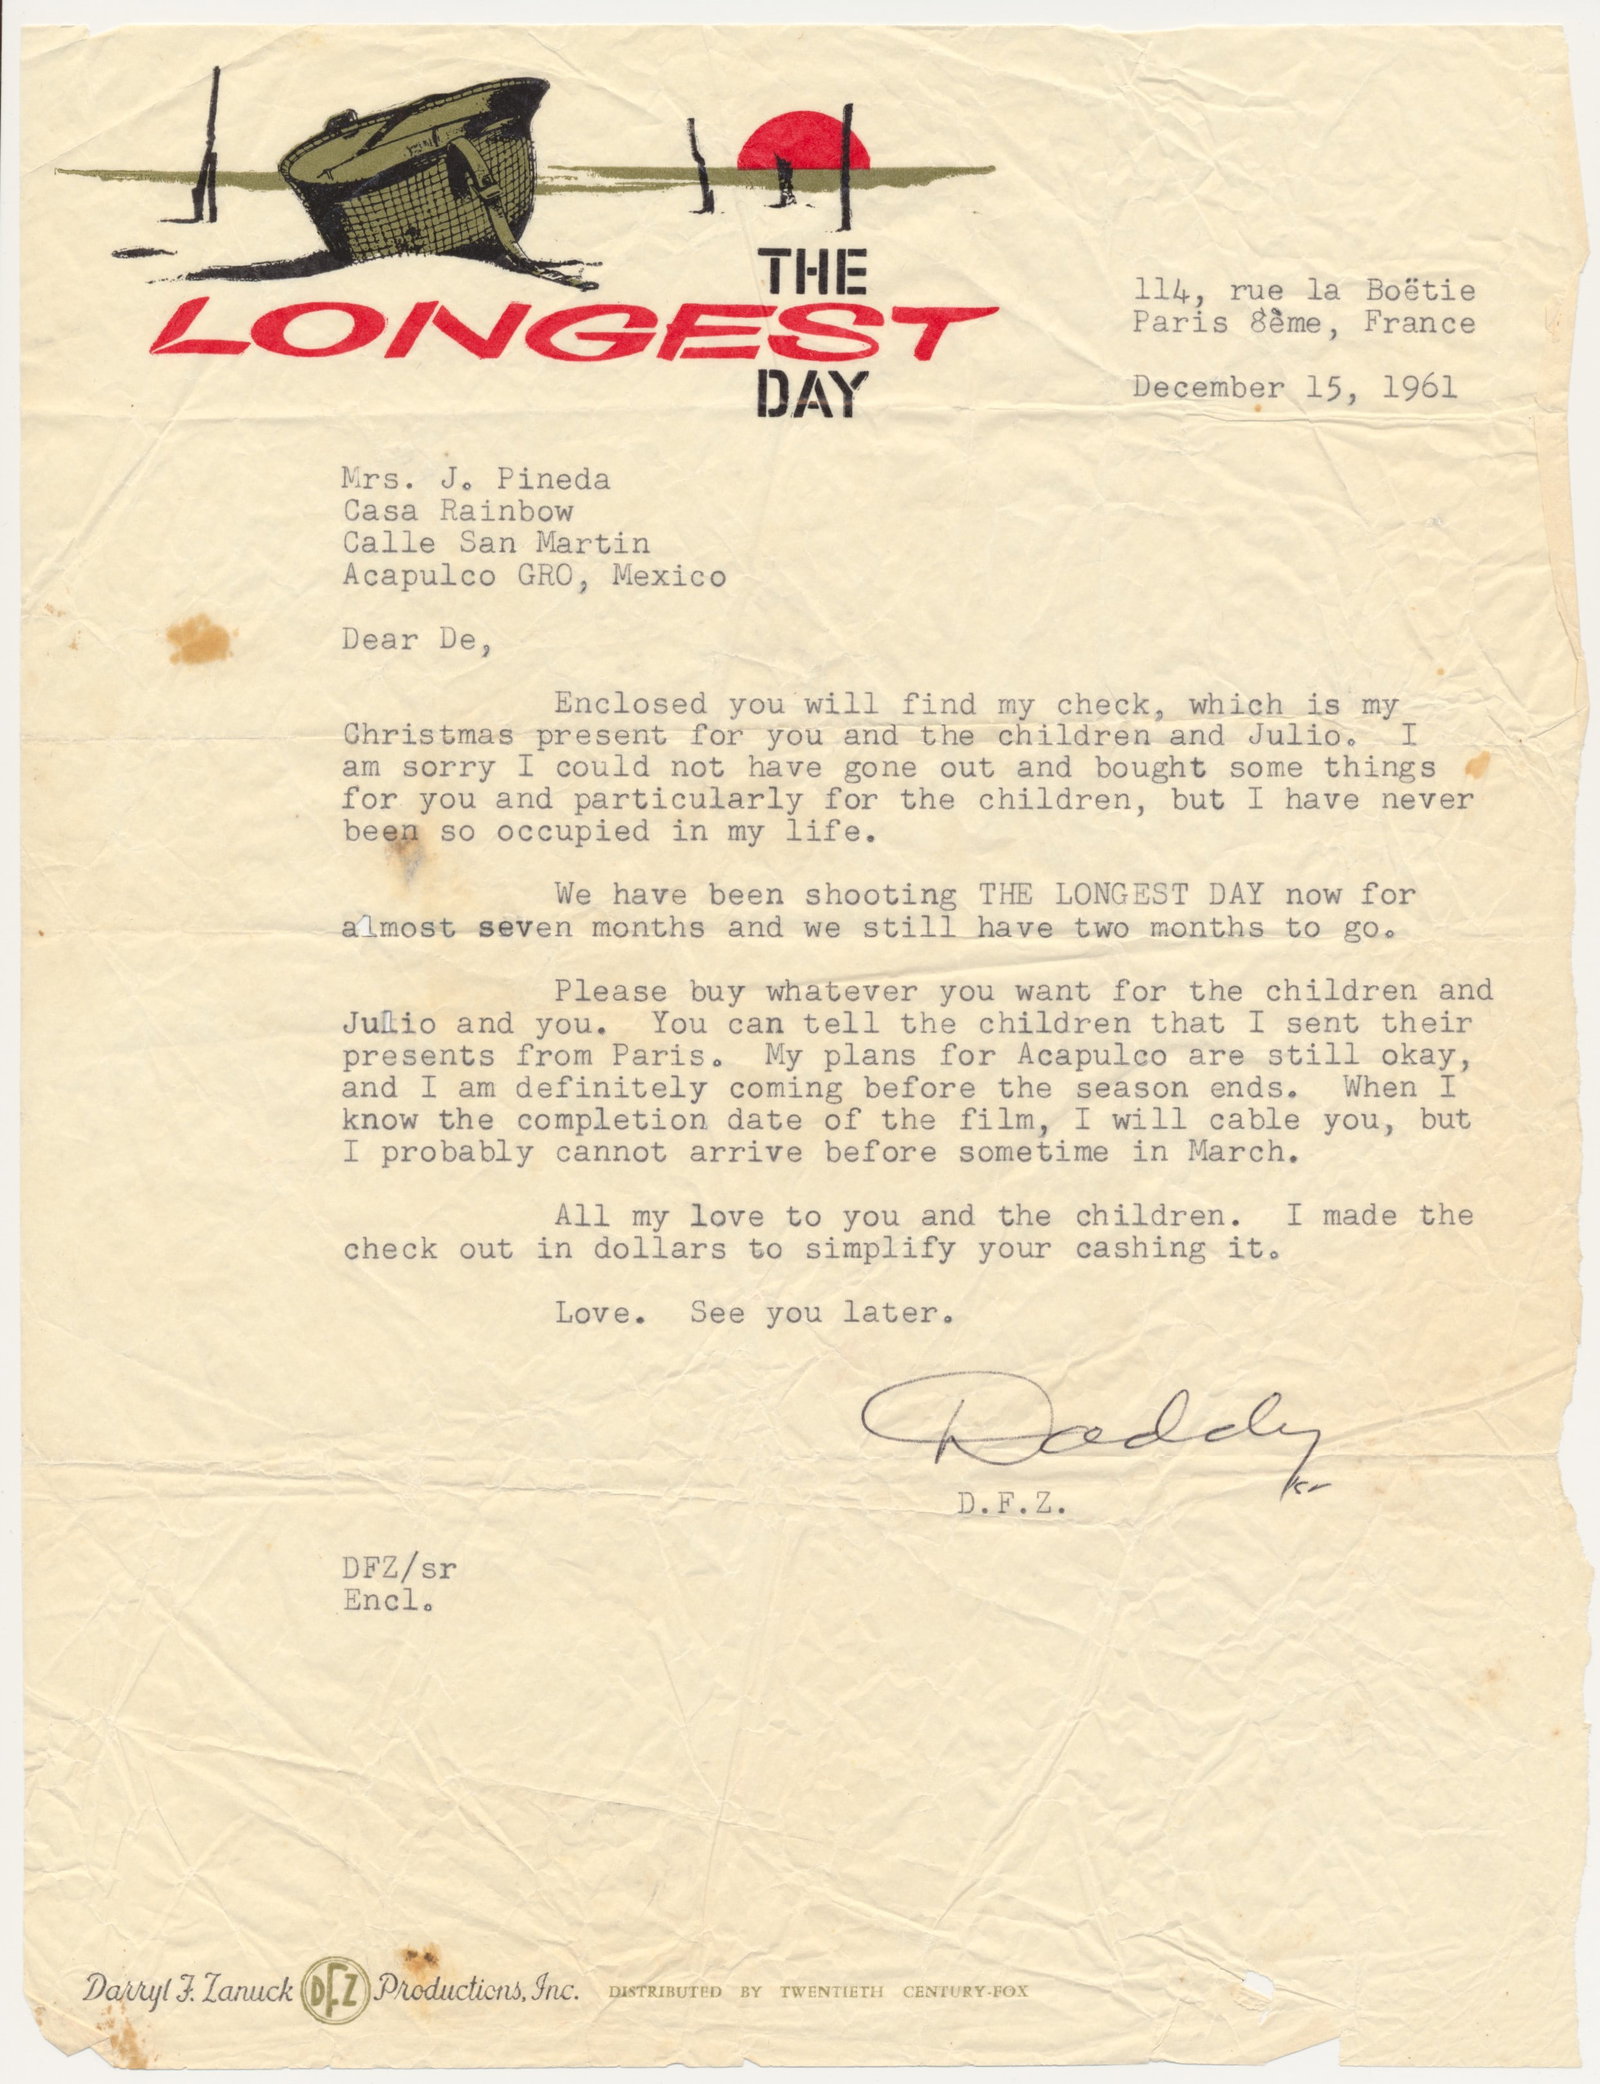 THE
LONGEST
DAY
114, rue la Boëtie
Paris 8ème, France
December 15, 1961
Mrs. J. Pineda
Casa Rainbow
Calle San Martin
Acapulco GRO, Mexico
Dear De,
Enclosed you will find my check, which is my
Christmas present for you and the children and Julio. I
am sorry I could not have gone out and bought some things
for you and particularly for the children, but I have never
been so occupied in my life.
We have been shooting THE LONGEST DAY now for
almost seven months and we still have two months to go.
Please buy whatever you want for the children and
Julio and you. You can tell the children that I sent their
presents from Paris. My plans for Acapulco are still okay,
and I am definitely coming before the season ends. When I
know the completion date of the film, I will cable you, but
I probably cannot arrive before sometime in March.
All my love to you and the children. I made the
check out in dollars to simplify your cashing it.
Love. See you later.
Daddy
D.F.Z.
DFZ/sr
Encl.
Darryl F. Zanuck DFZ Productions, Inc. DISTRIBUTED BY TWENTIETH CENTURY-FOX